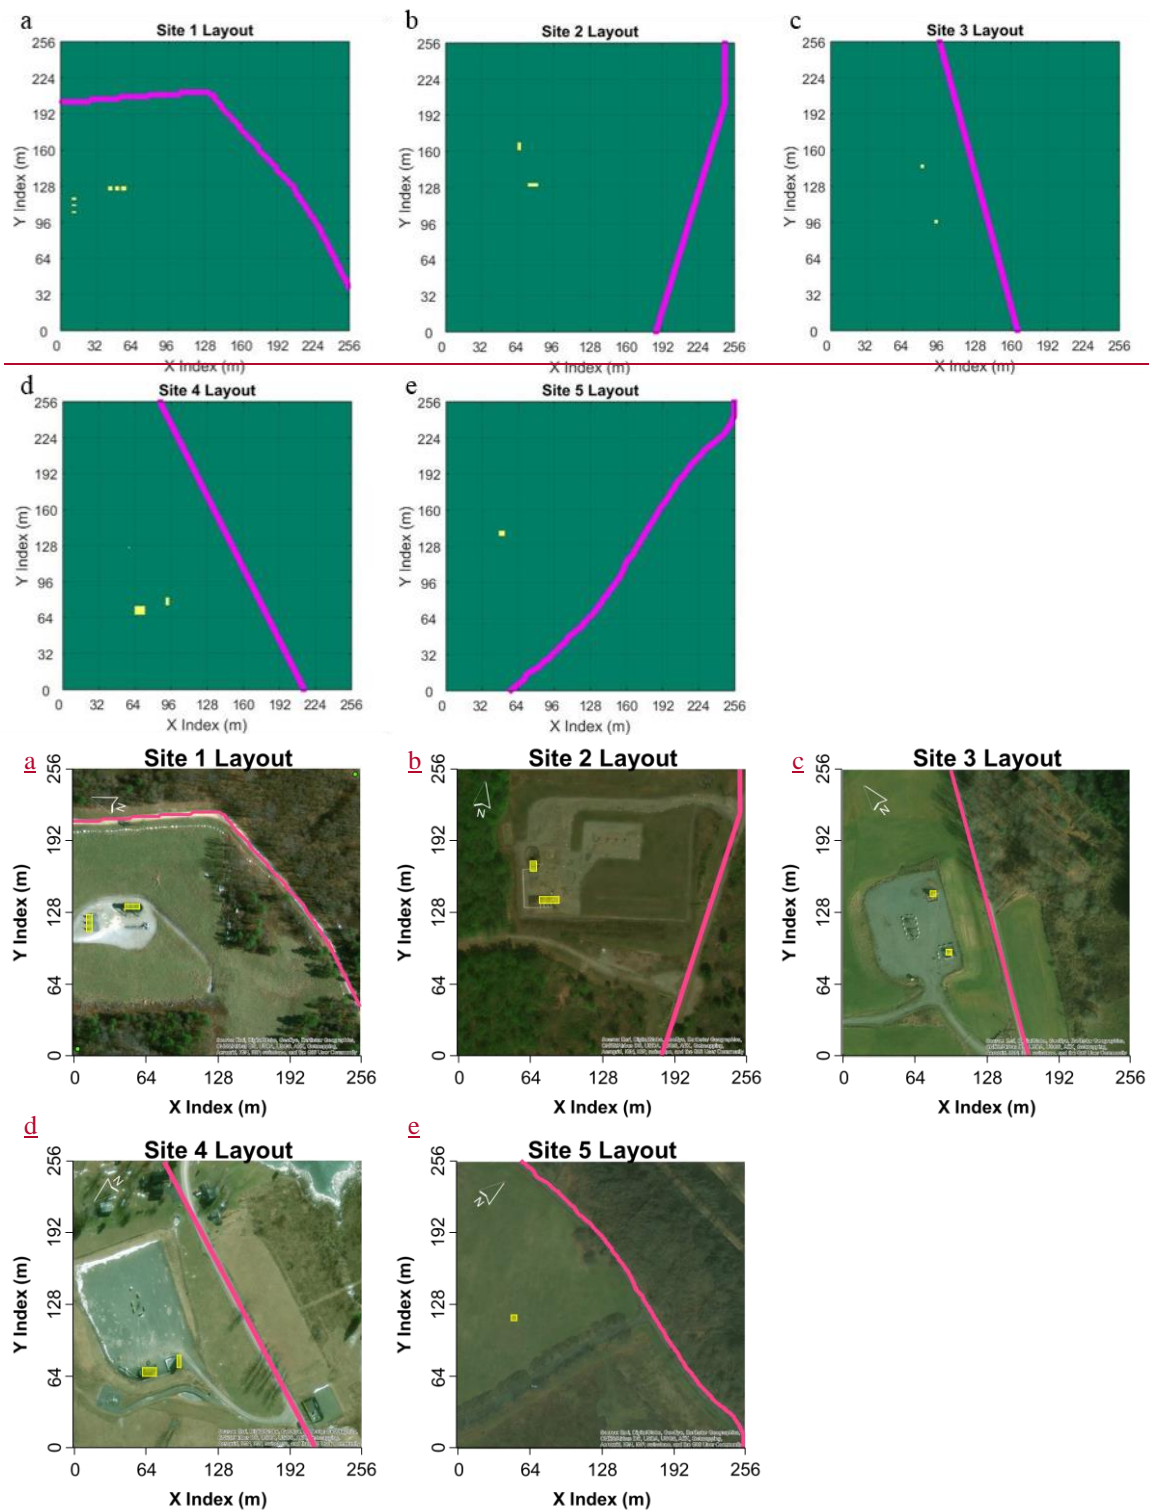 a
Site 1 Layout
256
224
192
160
128
96
64
32
0
Y Index (m)
0 32 64 96 128 160 192 224 256
X Index (m)
b
Site 2 Layout
256
224
192
160
128
96
64
32
0
Y Index (m)
0 32 64 96 128 160 192 224 256
X Index (m)
c
Site 3 Layout
256
224
192
160
128
96
64
32
0
Y Index (m)
0 32 64 96 128 160 192 224 256
X Index (m)
d
Site 4 Layout
256
224
192
160
128
96
64
32
0
Y Index (m)
0 32 64 96 128 160 192 224 256
X Index (m)
e
Site 5 Layout
256
224
192
160
128
96
64
32
0
Y Index (m)
0 32 64 96 128 160 192 224 256
X Index (m)
a
Site 1 Layout
N
256
192
128
64
0
Y Index (m)
0 64 128 192 256
X Index (m)
b
Site 2 Layout
N
256
192
128
64
0
Y Index (m)
0 64 128 192 256
X Index (m)
c
Site 3 Layout
N
256
192
128
64
0
Y Index (m)
0 64 128 192 256
X Index (m)
d
Site 4 Layout
N
256
192
128
64
0
Y Index (m)
0 64 128 192 256
X Index (m)
e
Site 5 Layout
N
256
192
128
64
0
Y Index (m)
0 64 128 192 256
X Index (m)